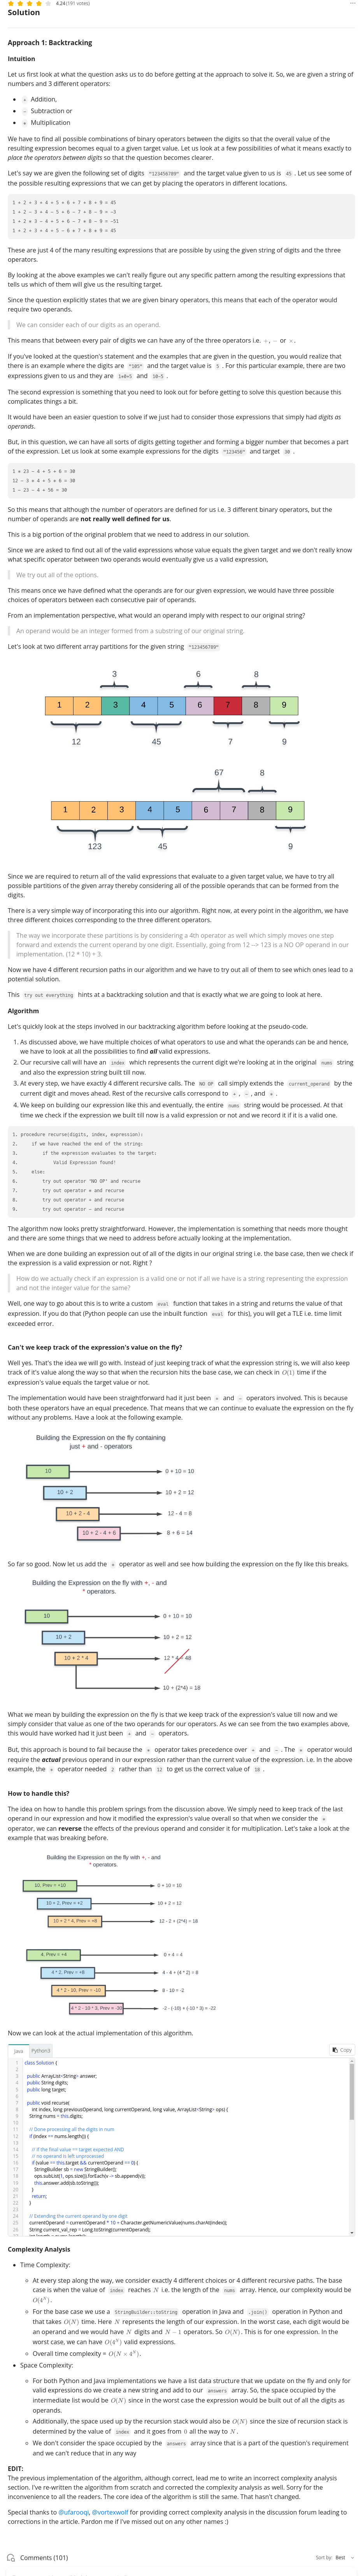 4.24 (191 votes)
Solution
Approach 1: Backtracking
Intuition
Let us first look at what the question asks us to do before getting at the approach to solve it. So, we are given a string of numbers and 3 different operators:
+ Addition,
- Subtraction or
* Multiplication
We have to find all possible combinations of binary operators between the digits so that the overall value of the resulting expression becomes equal to a given target value. Let us look at a few possibilities of what it means exactly to place the operators between digits so that the question becomes clearer.
Let's say we are given the following set of digits "123456789" and the target value given to us is 45 . Let us see some of the possible resulting expressions that we can get by placing the operators in different locations.
These are just 4 of the many resulting expressions that are possible by using the given string of digits and the three operators.
By looking at the above examples we can't really figure out any specific pattern among the resulting expressions that tells us which of them will give us the resulting target.
Since the question explicitly states that we are given binary operators, this means that each of the operator would require two operands.
We can consider each of our digits as an operand.
This means that between every pair of digits we can have any of the three operators i.e. +, - or *.
If you've looked at the question's statement and examples that are given in the question, you would realize that there is an example where the digits are "105" and the target value is 5 . For this particular example, there are two expressions given to us and they are 1*0+5 and 10-5 .
The second expression is something that you need to look out for before getting to solve this question because this complicates things a bit.
It would have been an easier question to solve if we just had to consider those expressions that simply had digits as operands.
But, in this question, we can have all sorts of digits getting together and forming a bigger number that becomes a part of the expression. Let us look at some example expressions for the digits "123456" and target 30 .
So this means that although the number of operators are defined for us i.e. 3 different binary operators, but the number of operands are not really well defined for us.
This is a big portion of the original problem that we need to address in our solution.
Since we are asked to find out all of the valid expressions whose value equals the given target and we don't really know what specific operator between two operands would eventually give us a valid expression,
We try out all of the options.
This means once we have defined what the operands are for our given expression, we would have three possible choices of operators between each consecutive pair of operands.
From an implementation perspective, what would an operand imply with respect to our original string?
An operand would be an integer formed from a substring of our original string.
Let's look at two different array partitions for the given string "123456789"
3 6 8
1 2 3 4 5 6 7 8 9
12 45 7 9
67 8
1 2 3 4 5 6 7 8 9
123 45 9
Since we are required to return all of the valid expressions that evaluate to a given target value, we have to try all possible partitions of the given array thereby considering all of the possible operands that can be formed from the digits.
There is a very simple way of incorporating this into our algorithm. Right now, at every point in the algorithm, we have three different choices corresponding to the three different operators.
The way we incorporate these partitions is by considering a 4th operator as well which simply moves one step forward and extends the current operand by one digit. Essentially, going from 12 --> 123 is a NO OP operand in our implementation. (12 * 10) + 3.
Now we have 4 different recursion paths in our algorithm and we have to try out all of them to see which ones lead to a potential solution.
This try out everything hints at a backtracking solution and that is exactly what we are going to look at here.
Algorithm
Let's quickly look at the steps involved in our backtracking algorithm before looking at the pseudo-code.
1. As discussed above, we have multiple choices of what operators to use and what the operands can be and hence, we have to look at all the possibilities to find all valid expressions.
2. Our recursive call will have an index which represents the current digit we're looking at in the original nums string and also the expression string built till now.
3. At every step, we have exactly 4 different recursive calls. The NO OP call simply extends the current_operand by the current digit and moves ahead. Rest of the recursive calls correspond to + , - , and * .
4. We keep on building our expression like this and eventually, the entire nums string would be processed. At that time we check if the expression we built till now is a valid expression or not and we record it if it is a valid one.
1. procedure recurse(digits, index, expression):
2. if we have reached the end of the string:
3. if the expression evaluates to the target:
4. Valid Expression found!
5. else:
6. try out operator 'NO OP' and recurse
7. try out operator * and recurse
8. try out operator + and recurse
9. try out operator - and recurse
The algorithm now looks pretty straightforward. However, the implementation is something that needs more thought and there are some things that we need to address before actually looking at the implementation.
When we are done building an expression out of all of the digits in our original string i.e. the base case, then we check if the expression is a valid expression or not. Right ?
How do we actually check if an expression is a valid one or not if all we have is a string representing the expression and not the integer value for the same?
Well, one way to go about this is to write a custom eval function that takes in a string and returns the value of that expression. If you do that (Python people can use the inbuilt function eval for this), you will get a TLE i.e. time limit exceeded error.
Can't we keep track of the expression's value on the fly?
Well yes. That's the idea we will go with. Instead of just keeping track of what the expression string is, we will also keep track of it's value along the way so that when the recursion hits the base case, we can check in O(1) time if the expression's value equals the target value or not.
The implementation would have been straightforward had it just been + and - operators involved. This is because both these operators have an equal precedence. That means that we can continue to evaluate the expression on the fly without any problems. Have a look at the following example.
Building the Expression on the fly containing
just + and - operators
10 0 + 10 = 10
10 + 2 10 + 2 = 12
10 + 2 - 4 12 - 4 = 8
10 + 2 - 4 + 6 8 + 6 = 14
So far so good. Now let us add the * operator as well and see how building the expression on the fly like this breaks.
Building the Expression on the fly with +, - and
* operators.
10 0 + 10 = 10
10 + 2 10 + 2 = 12
10 + 2 * 4 12 * 4 = 48
10 + (2*4) = 18
What we mean by building the expression on the fly is that we keep track of the expression's value till now and we simply consider that value as one of the two operands for our operators. As we can see from the two examples above, this would have worked had it just been + and - operators.
But, this approach is bound to fail because the * operator takes precedence over + and - . The * operator would require the actual previous operand in our expression rather than the current value of the expression. i.e. In the above example, the * operator needed 2 rather than 12 to get us the correct value of 18 .
How to handle this?
The idea on how to handle this problem springs from the discussion above. We simply need to keep track of the last operand in our expression and how it modified the expression's value overall so that when we consider the * operator, we can reverse the effects of the previous operand and consider it for multiplication. Let's take a look at the example that was breaking before.
Building the Expression on the fly with +, - and
* operators.
10, Prev = +10 0 + 10 = 10
10 + 2, Prev = +2 10 + 2 = 12
10 + 2 * 4, Prev = +8 12 - 2 + (2*4) = 18
4, Prev = +4 0 + 4 = 4
4 * 2, Prev = +8 4 - 4 + (4 * 2) = 8
4 * 2 - 10, Prev = -10 8 - 10 = -2
4 * 2 - 10 * 3, Prev = -30 -2 - (-10) + (-10 * 3) = -22
Now we can look at the actual implementation of this algorithm.
Java Python3 Copy
1 class Solution {
2
3 public ArrayList<String> answer;
4 public String digits;
5 public long target;
6
7 public void recurse(
8 int index, long previousOperand, long currentOperand, long value, ArrayList<String> ops) {
9 String nums = this.digits;
10
11 // Done processing all the digits in num
12 if (index == nums.length()) {
13
14 // If the final value == target expected AND
15 // no operand is left unprocessed
16 if (value == this.target && currentOperand == 0) {
17 StringBuilder sb = new StringBuilder();
18 ops.subList(1, ops.size()).forEach(v -> sb.append(v));
19 this.answer.add(sb.toString());
20 }
21 return;
22 }
23
24 // Extending the current operand by one digit
25 currentOperand = currentOperand * 10 + Character.getNumericValue(nums.charAt(index));
26 String current_val_rep = Long.toString(currentOperand);
Complexity Analysis
Time Complexity:
At every step along the way, we consider exactly 4 different choices or 4 different recursive paths. The base case is when the value of index reaches N i.e. the length of the nums array. Hence, our complexity would be O(4^N).
For the base case we use a StringBuilder::toString operation in Java and .join() operation in Python and that takes O(N) time. Here N represents the length of our expression. In the worst case, each digit would be an operand and we would have N digits and N − 1 operators. So O(N). This is for one expression. In the worst case, we can have O(4^N) valid expressions.
Overall time complexity = O(N × 4^N).
Space Complexity:
For both Python and Java implementations we have a list data structure that we update on the fly and only for valid expressions do we create a new string and add to our answers array. So, the space occupied by the intermediate list would be O(N) since in the worst case the expression would be built out of all the digits as operands.
Additionally, the space used up by the recursion stack would also be O(N) since the size of recursion stack is determined by the value of index and it goes from 0 all the way to N.
We don't consider the space occupied by the answers array since that is a part of the question's requirement and we can't reduce that in any way
EDIT:
The previous implementation of the algorithm, although correct, lead me to write an incorrect complexity analysis section. I've re-written the algorithm from scratch and corrected the complexity analysis as well. Sorry for the inconvenience to all the readers. The core idea of the algorithm is still the same. That hasn't changed.
Special thanks to @ufarooqi, @vortexwolf for providing correct complexity analysis in the discussion forum leading to corrections in the article. Pardon me if I've missed out on any other names :)
Comments (101) Sort by: Best